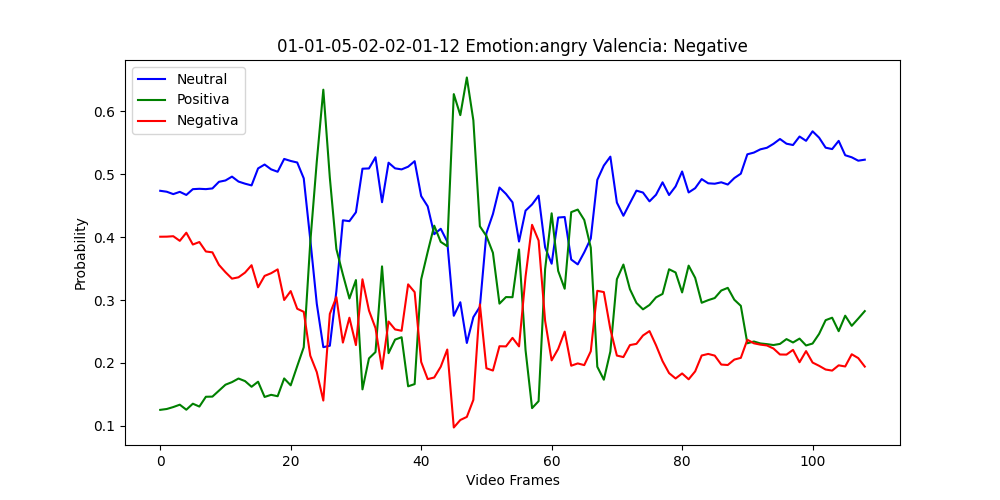 01-01-05-02-02-01-12 Emotion:angry Valencia: Negative
Neutral
Positiva
Negativa
Probability
0.6
0.5
0.4
0.3
0.2
0.1
0 20 40 60 80 100
Video Frames